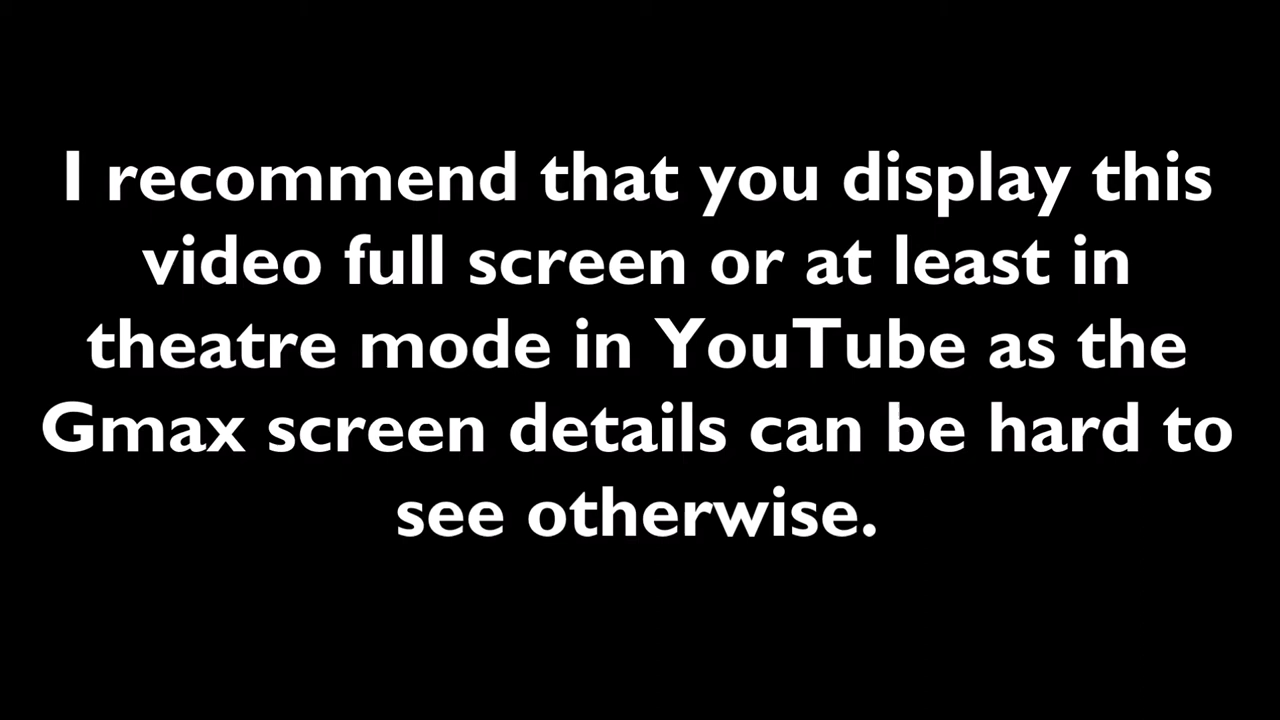 I recommend that you display this
video full screen or at least in
theatre mode in YouTube as the
Gmax screen details can be hard to
see otherwise.